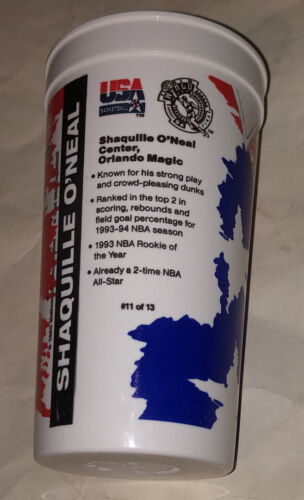 USA
BASKETBALL
TM
Shaquille O'Neal
Center,
Orlando Magic
• Known for his strong play
and crowd-pleasing dunks
• Ranked in the top 2 in
scoring, rebounds and
field goal percentage for
1993-94 NBA season
• 1993 NBA Rookie of
the Year
• Already a 2-time NBA
All-Star
#11 of 13
SHAQUILLE O'NEAL